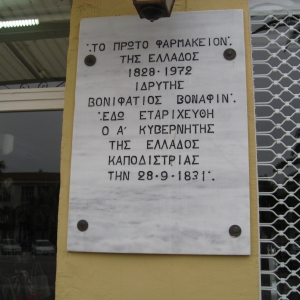 "ΤΟ ΠΡΩΤΟ ΦΑΡΜΑΚΕΙΟΝ"
ΤΗΣ ΕΛΛΑΔΟΣ
1828-1972
ΙΔΡΥΤΗΣ
ΒΟΝΙΦΑΤΙΟΣ ΒΟΝΑΦΙΝ"
"ΕΔΩ ΕΤΑΡΙΧΕΥΘΗ
Ο Α' ΚΥΒΕΡΝΗΤΗΣ
ΤΗΣ ΕΛΛΑΔΟΣ
ΚΑΠΟΔΙΣΤΡΙΑΣ
ΤΗΝ 28-9-1831".